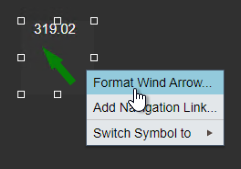 319.02
Format Wind Arrow...
Add Navigation Link...
Switch Symbol to